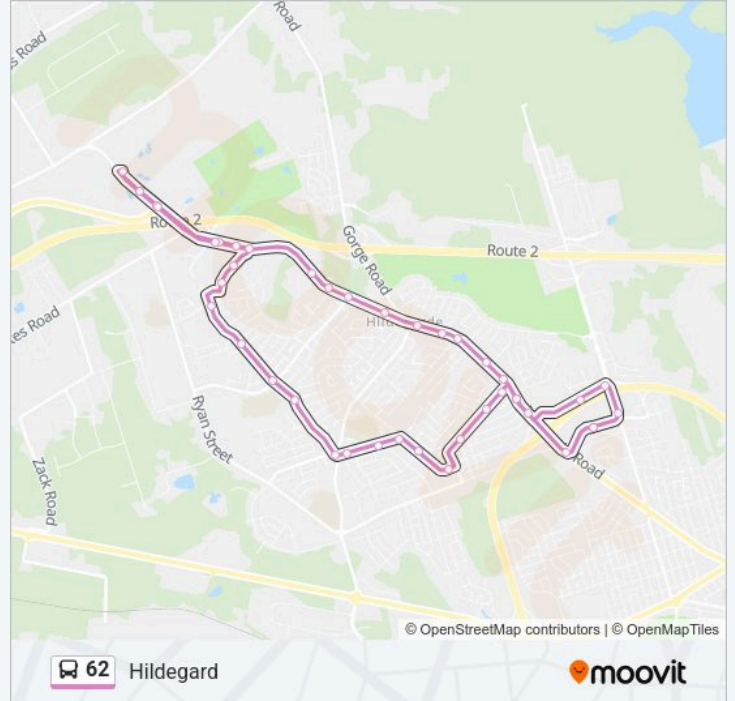 Road
s Road
Route 2
Gorge Road
Route 2
es Road
Ryan Street
Zack Road
Road
© OpenStreetMap contributors | © OpenMapTiles
62 Hildegard
moovit